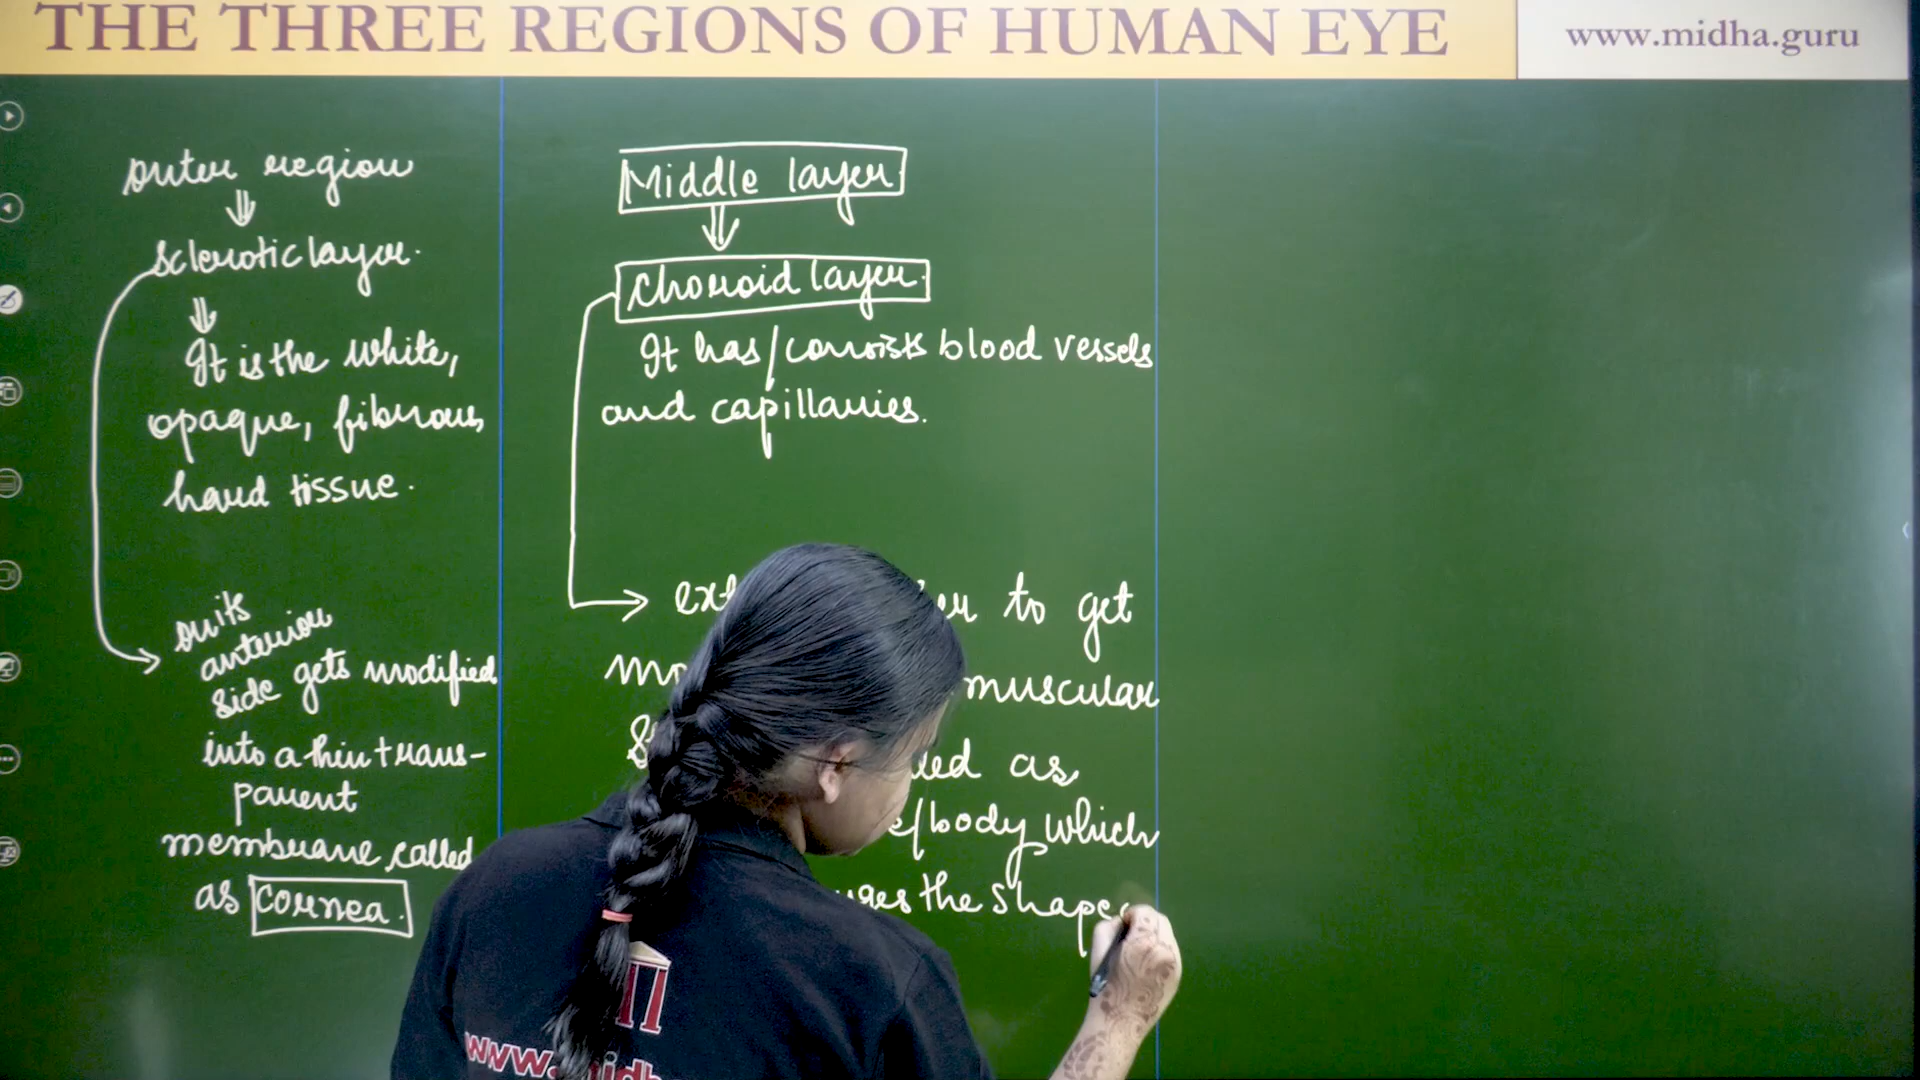 THE THREE REGIONS OF HUMAN EYE
www.midha.guru
outer region
sclerotic layer.
It is the white,
opaque, fibrous,
hard tissue.
on its
anterior
side gets modified
into a thin trans-
parent
membrane called
as cornea.
Middle layer
Choroid layer.
It has/consists blood vessels
and capillaries.
to get
muscular
as
/body which
the shape